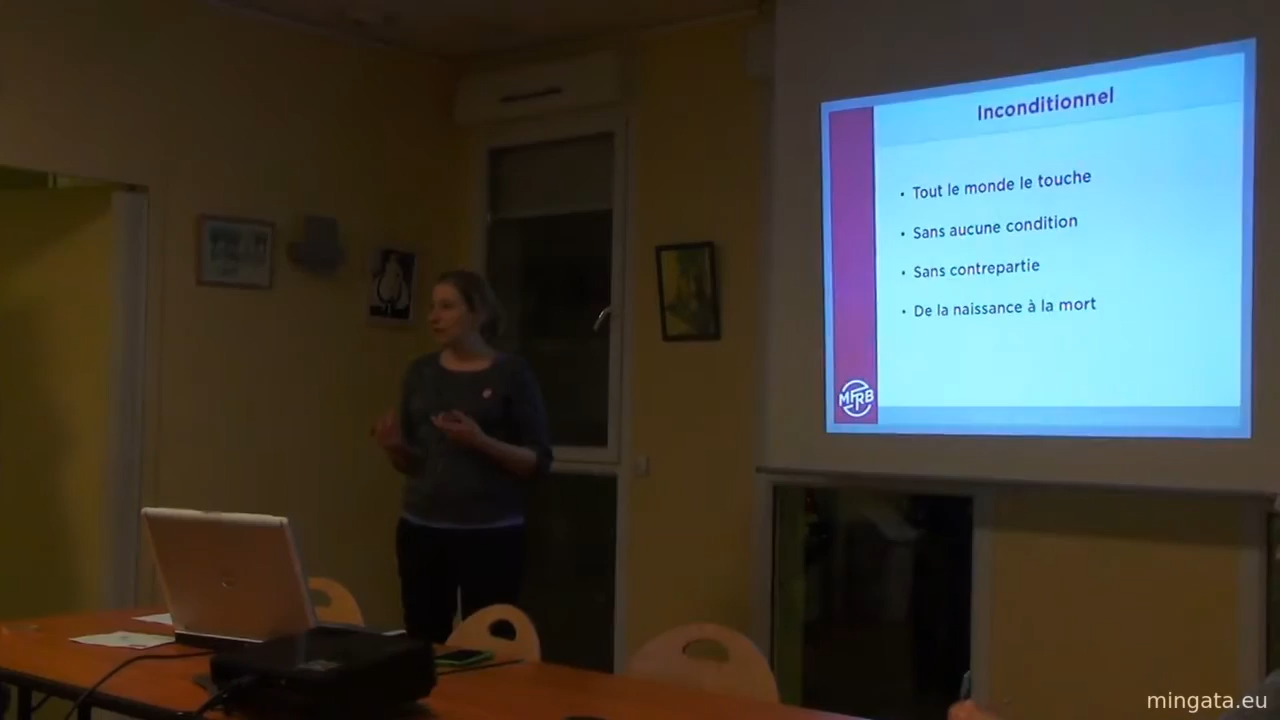 Inconditionnel
• Tout le monde le touche
• Sans aucune condition
• Sans contrepartie
• De la naissance à la mort
MFRB
mingata.eu